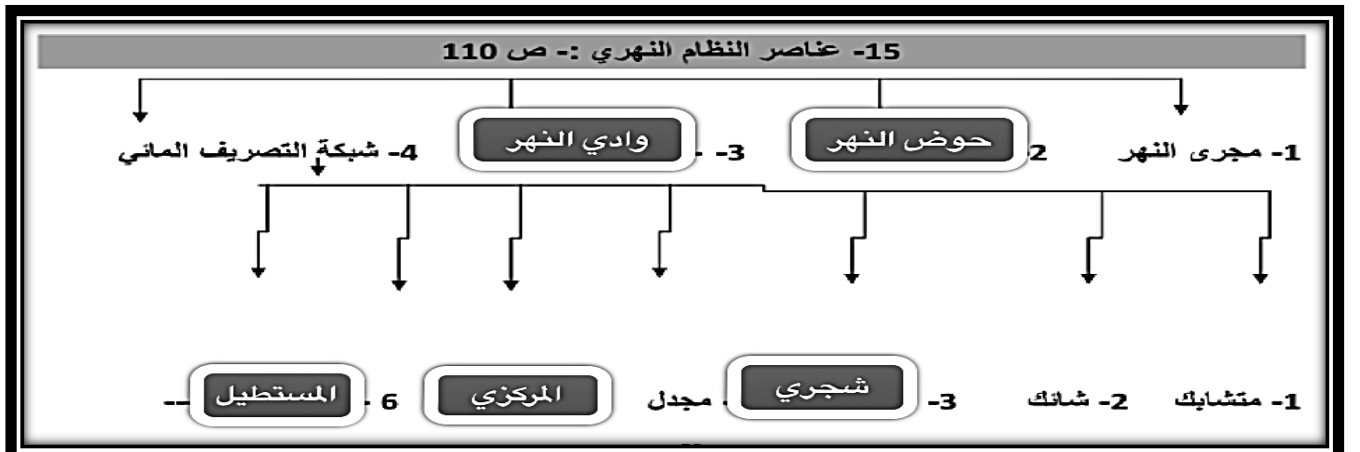 15- عناصر النظام النهري :- ص 110
1- مجرى النهر 2- حوض النهر 3- - وادي النهر 4- شبكة التصريف المائي
1- متشابك 2- شائك 3- شجري - مجدل المركزي 6 - المستطيل --